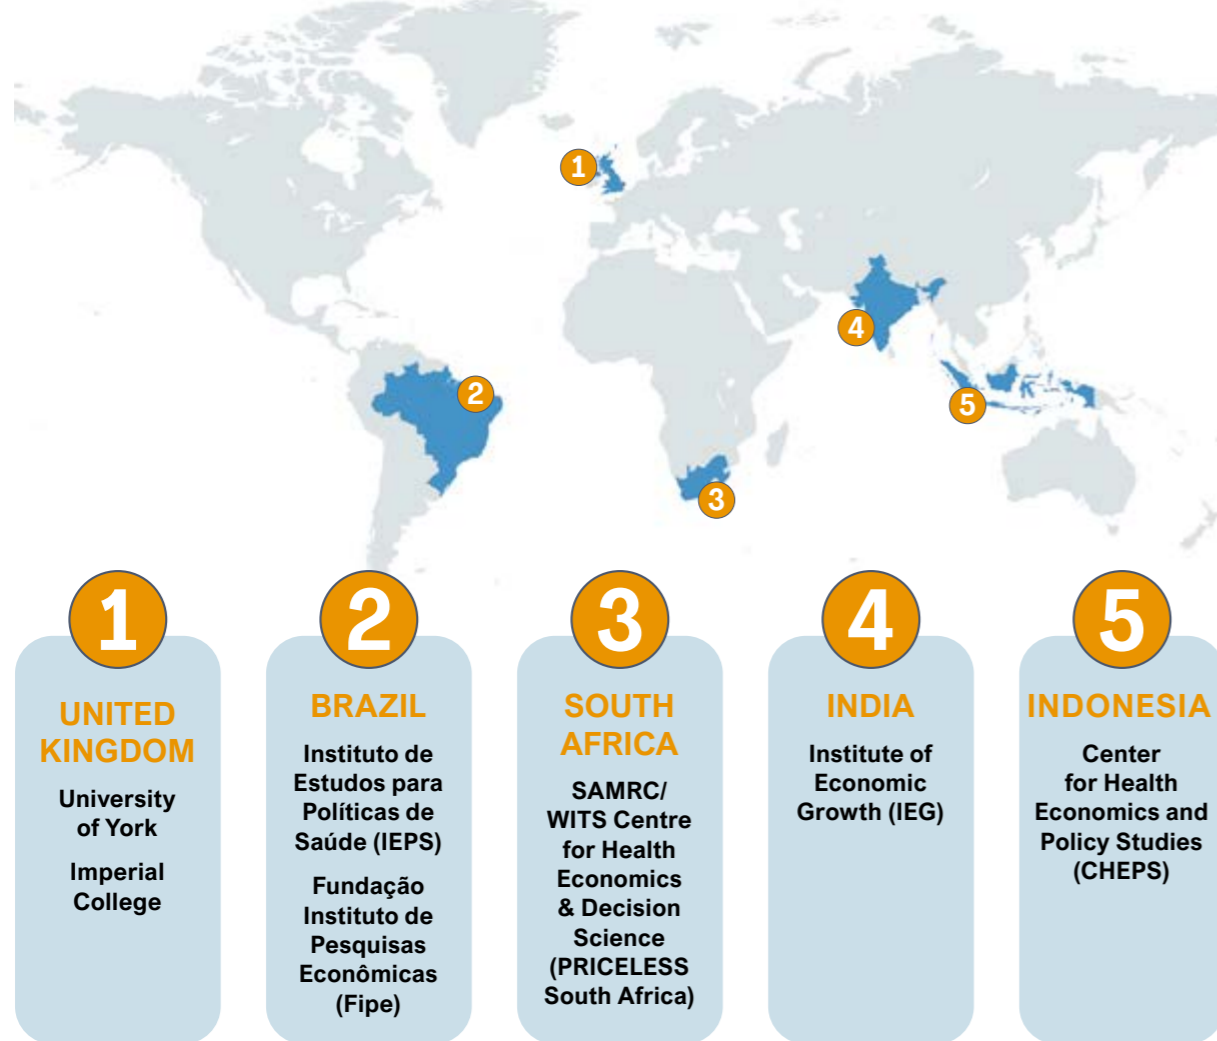 1
2
3
4
5
1
UNITED
KINGDOM
University
of York
Imperial
College
2
BRAZIL
Instituto de
Estudos para
Políticas de
Saúde (IEPS)
Fundação
Instituto de
Pesquisas
Econômicas
(Fipe)
3
SOUTH
AFRICA
SAMRC/
WITS Centre
for Health
Economics
& Decision
Science
(PRICELESS
South Africa)
4
INDIA
Institute of
Economic
Growth (IEG)
5
INDONESIA
Center
for Health
Economics and
Policy Studies
(CHEPS)